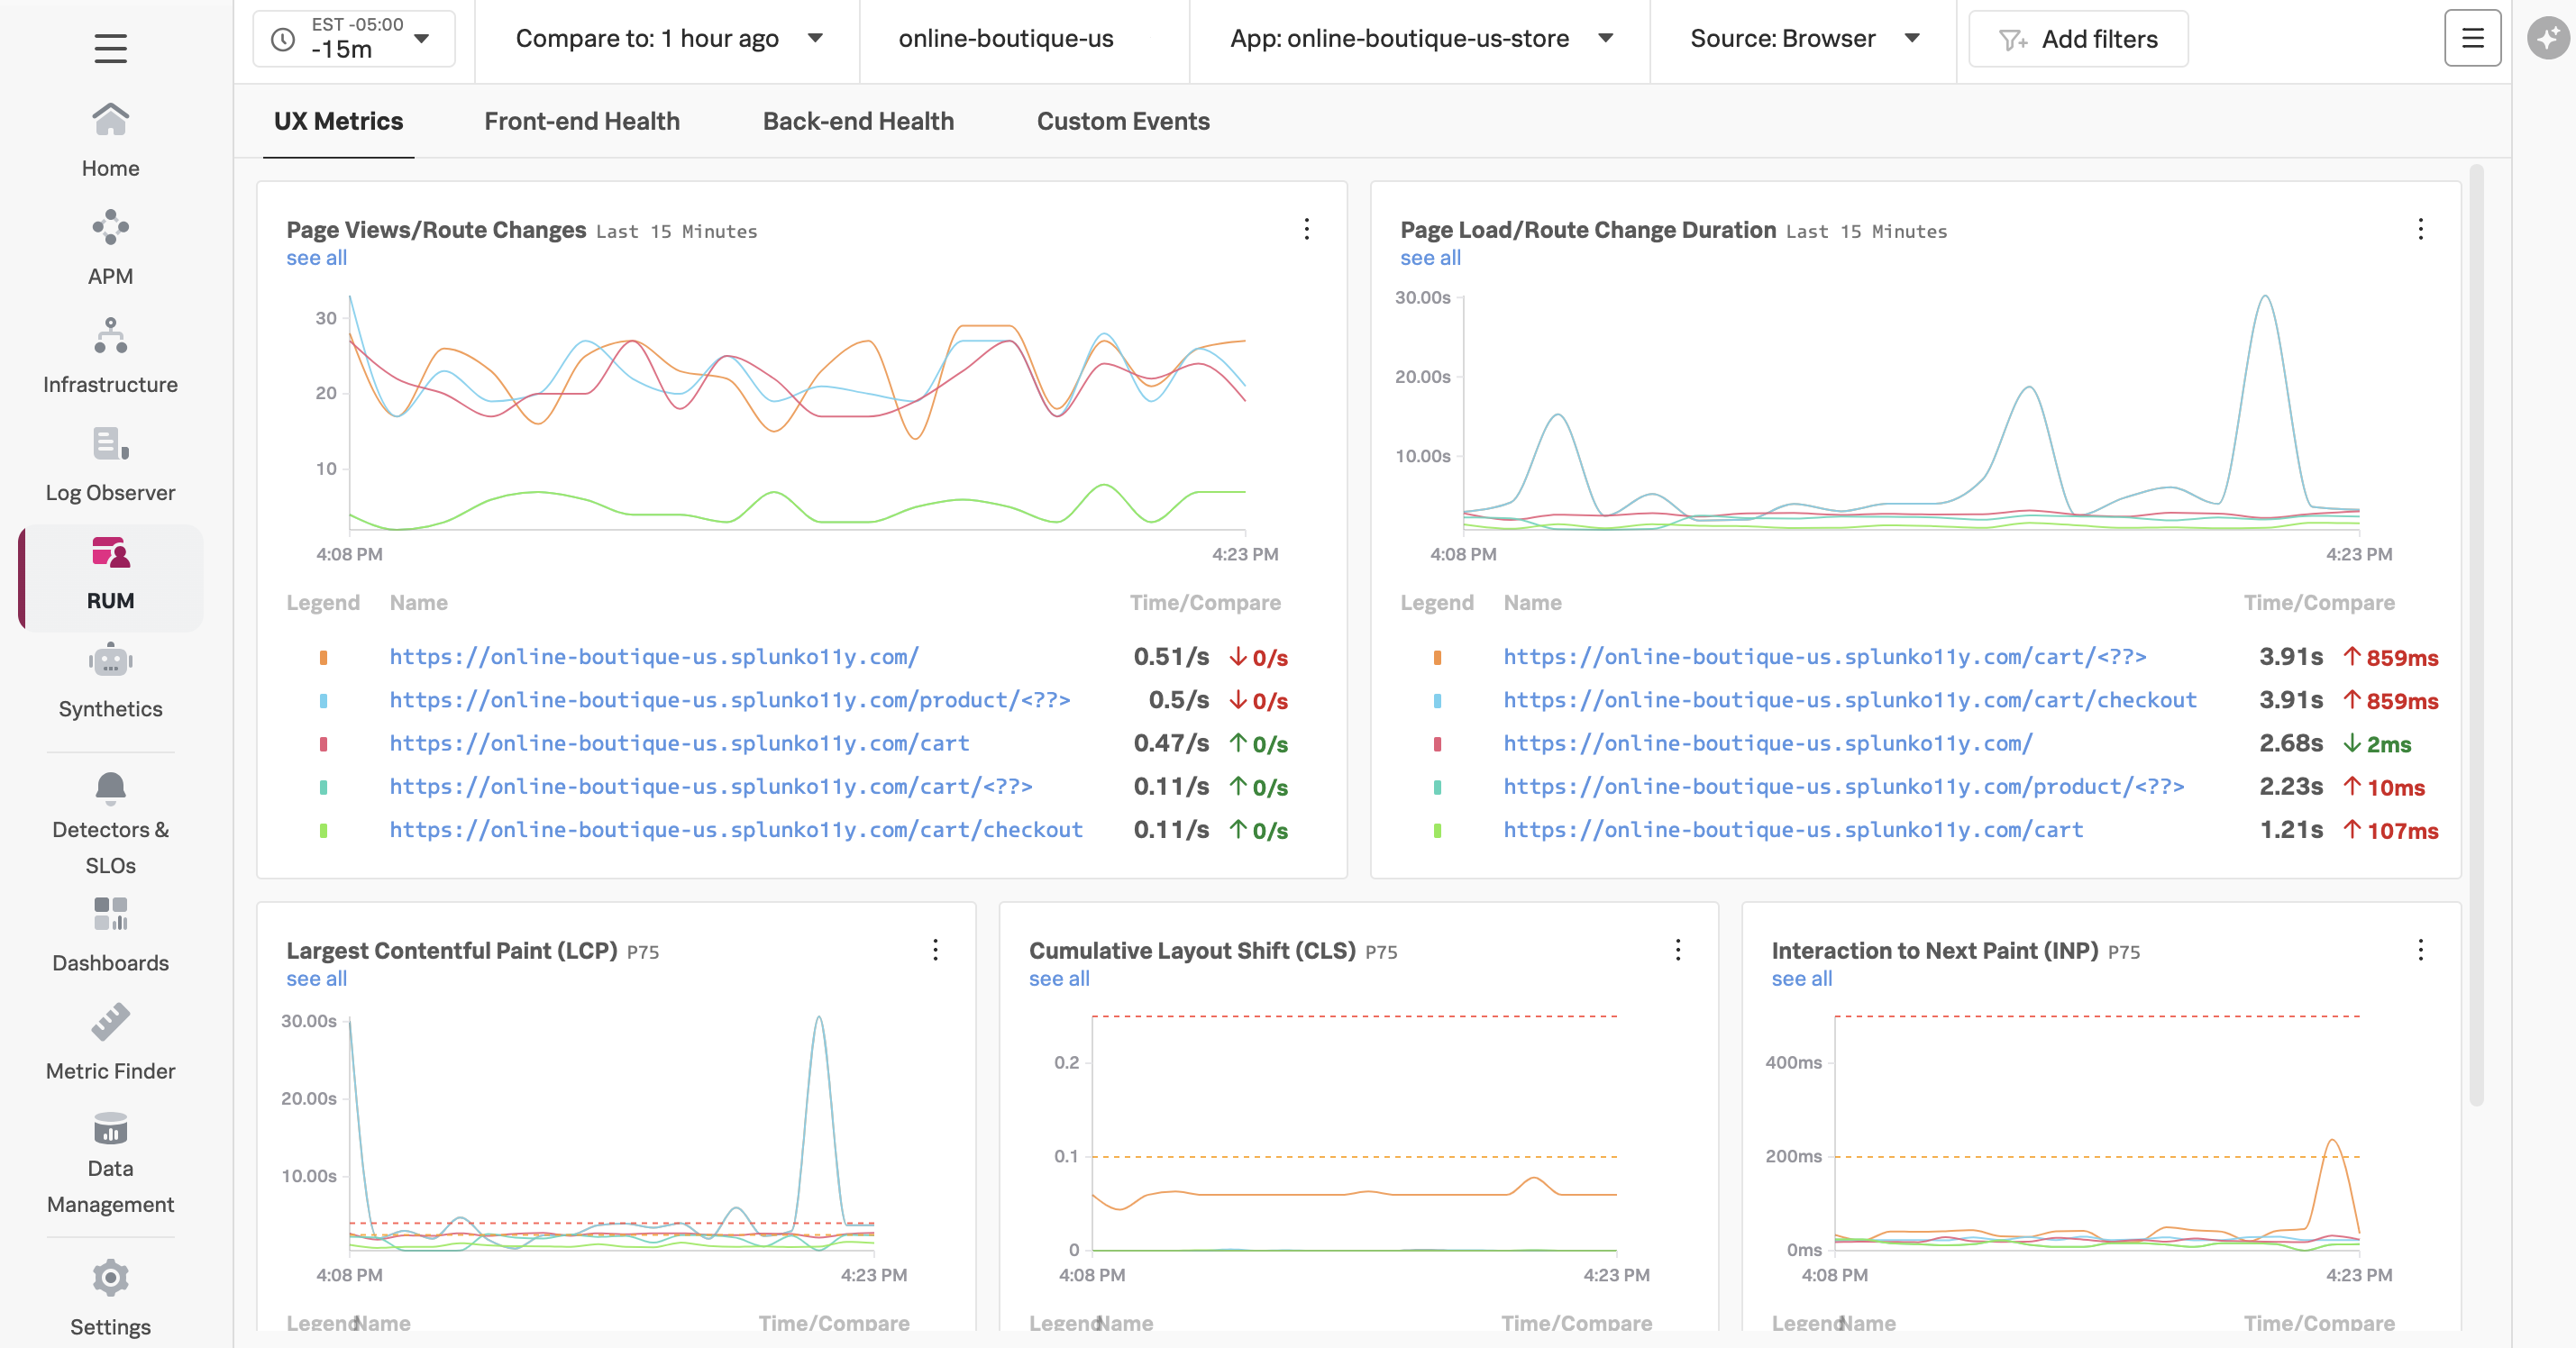 EST -05:00
-15m
Compare to: 1 hour ago
online-boutique-us
App: online-boutique-us-store
Source: Browser
Add filters
Home
APM
Infrastructure
Log Observer
RUM
Synthetics
Detectors &
SLOs
Dashboards
Metric Finder
Data
Management
Settings
UX Metrics
Front-end Health
Back-end Health
Custom Events
Page Views/Route Changes Last 15 Minutes
see all
30
20
10
4:08 PM
4:23 PM
Legend Name Time/Compare
https://online-boutique-us.splunko11y.com/ 0.51/s ↓0/s
https://online-boutique-us.splunko11y.com/product/<??> 0.5/s ↓0/s
https://online-boutique-us.splunko11y.com/cart 0.47/s ↑0/s
https://online-boutique-us.splunko11y.com/cart/<??> 0.11/s ↑0/s
https://online-boutique-us.splunko11y.com/cart/checkout 0.11/s ↑0/s
Page Load/Route Change Duration Last 15 Minutes
see all
30.00s
20.00s
10.00s
4:08 PM
4:23 PM
Legend Name Time/Compare
https://online-boutique-us.splunko11y.com/cart/<??> 3.91s ↑859ms
https://online-boutique-us.splunko11y.com/cart/checkout 3.91s ↑859ms
https://online-boutique-us.splunko11y.com/ 2.68s ↓2ms
https://online-boutique-us.splunko11y.com/product/<??> 2.23s ↑10ms
https://online-boutique-us.splunko11y.com/cart 1.21s ↑107ms
Largest Contentful Paint (LCP) P75
see all
30.00s
20.00s
10.00s
4:08 PM
4:23 PM
Legend Name Time/Compare
Cumulative Layout Shift (CLS) P75
see all
0.2
0.1
0
4:08 PM
4:23 PM
Legend Name Time/Compare
Interaction to Next Paint (INP) P75
see all
400ms
200ms
0ms
4:08 PM
4:23 PM
Legend Name Time/Compare